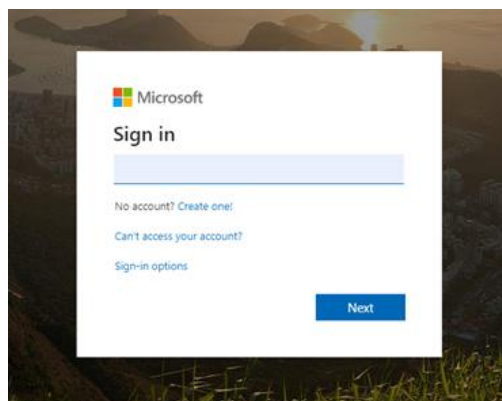 Microsoft
Sign in
No account? Create one!
Can't access your account?
Sign-in options
Next